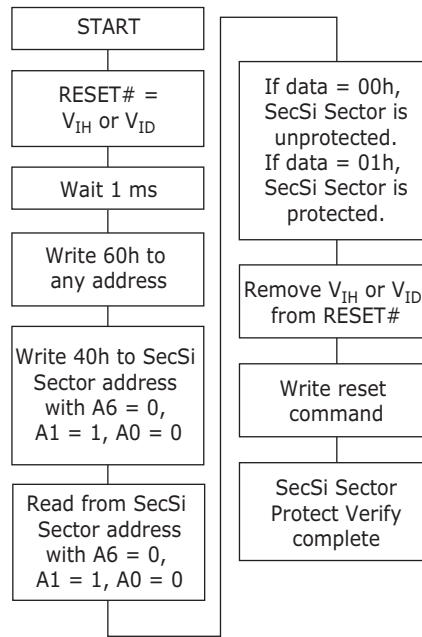 START
RESET# =
VIH or VID
Wait 1 ms
Write 60h to
any address
Write 40h to SecSi
Sector address
with A6 = 0,
A1 = 1, A0 = 0
Read from SecSi
Sector address
with A6 = 0,
A1 = 1, A0 = 0
If data = 00h,
SecSi Sector is
unprotected.
If data = 01h,
SecSi Sector is
protected.
Remove VIH or VID
from RESET#
Write reset
command
SecSi Sector
Protect Verify
complete